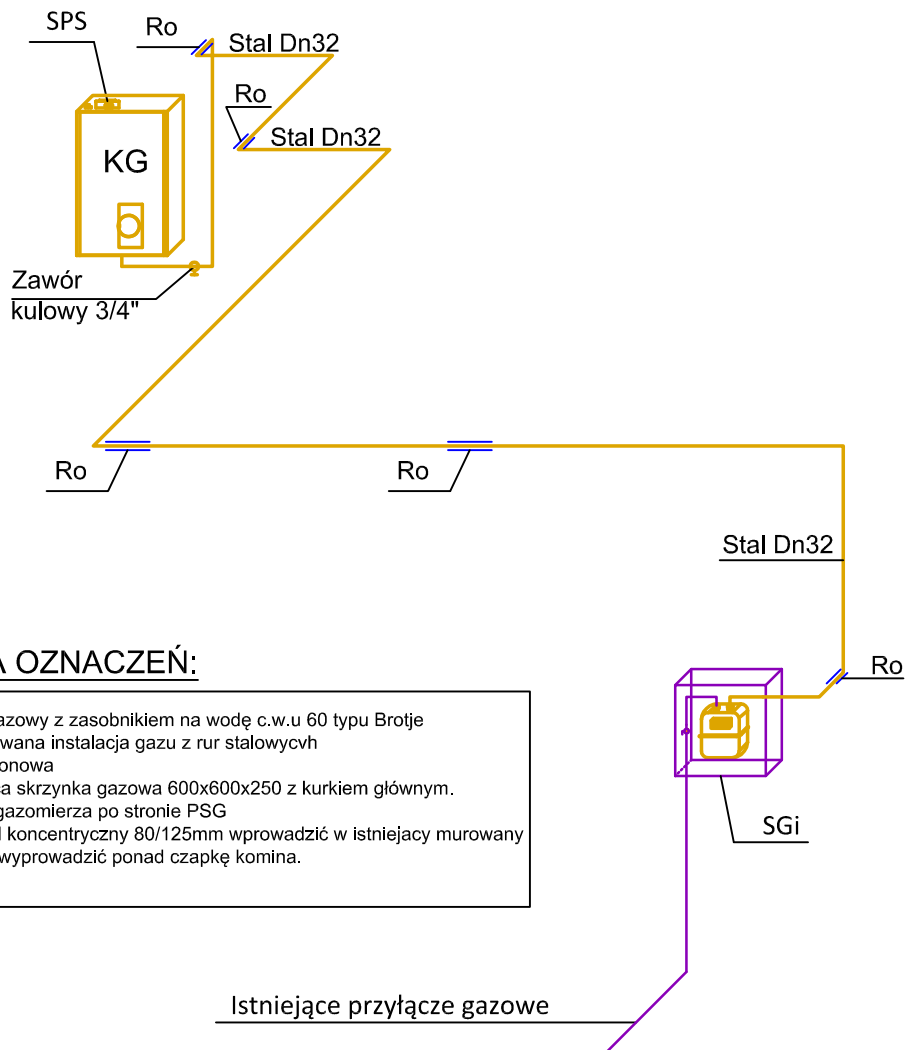 SPS
Ro
Stal Dn32
Ro
Stal Dn32
KG
Zawór
kulowy 3/4"
Ro
Ro
Stal Dn32
Ro
A OZNACZEŃ:
azowy z zasobnikiem na wodę c.w.u 60 typu Brotje
wana instalacja gazu z rur stalowycvh
onowa
ca skrzynka gazowa 600x600x250 z kurkiem głównym.
gazomierza po stronie PSG
l koncentryczny 80/125mm wprowadzić w istniejacy murowany
wyprowadzić ponad czapkę komina.
SGi
Istniejące przyłącze gazowe